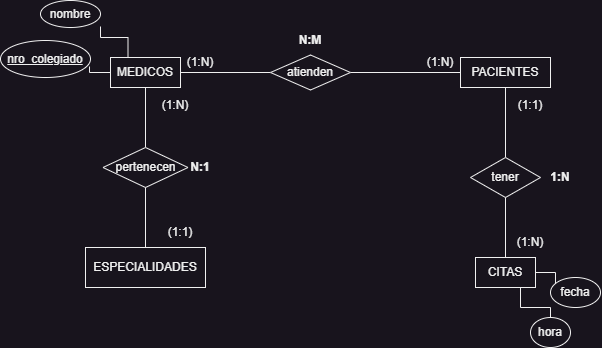 nombre
nro_colegiado
N:M
MEDICOS
(1:N)
atienden
(1:N)
PACIENTES
(1:N)
(1:1)
pertenecen
N:1
tener
1:N
(1:1)
(1:N)
ESPECIALIDADES
CITAS
fecha
hora